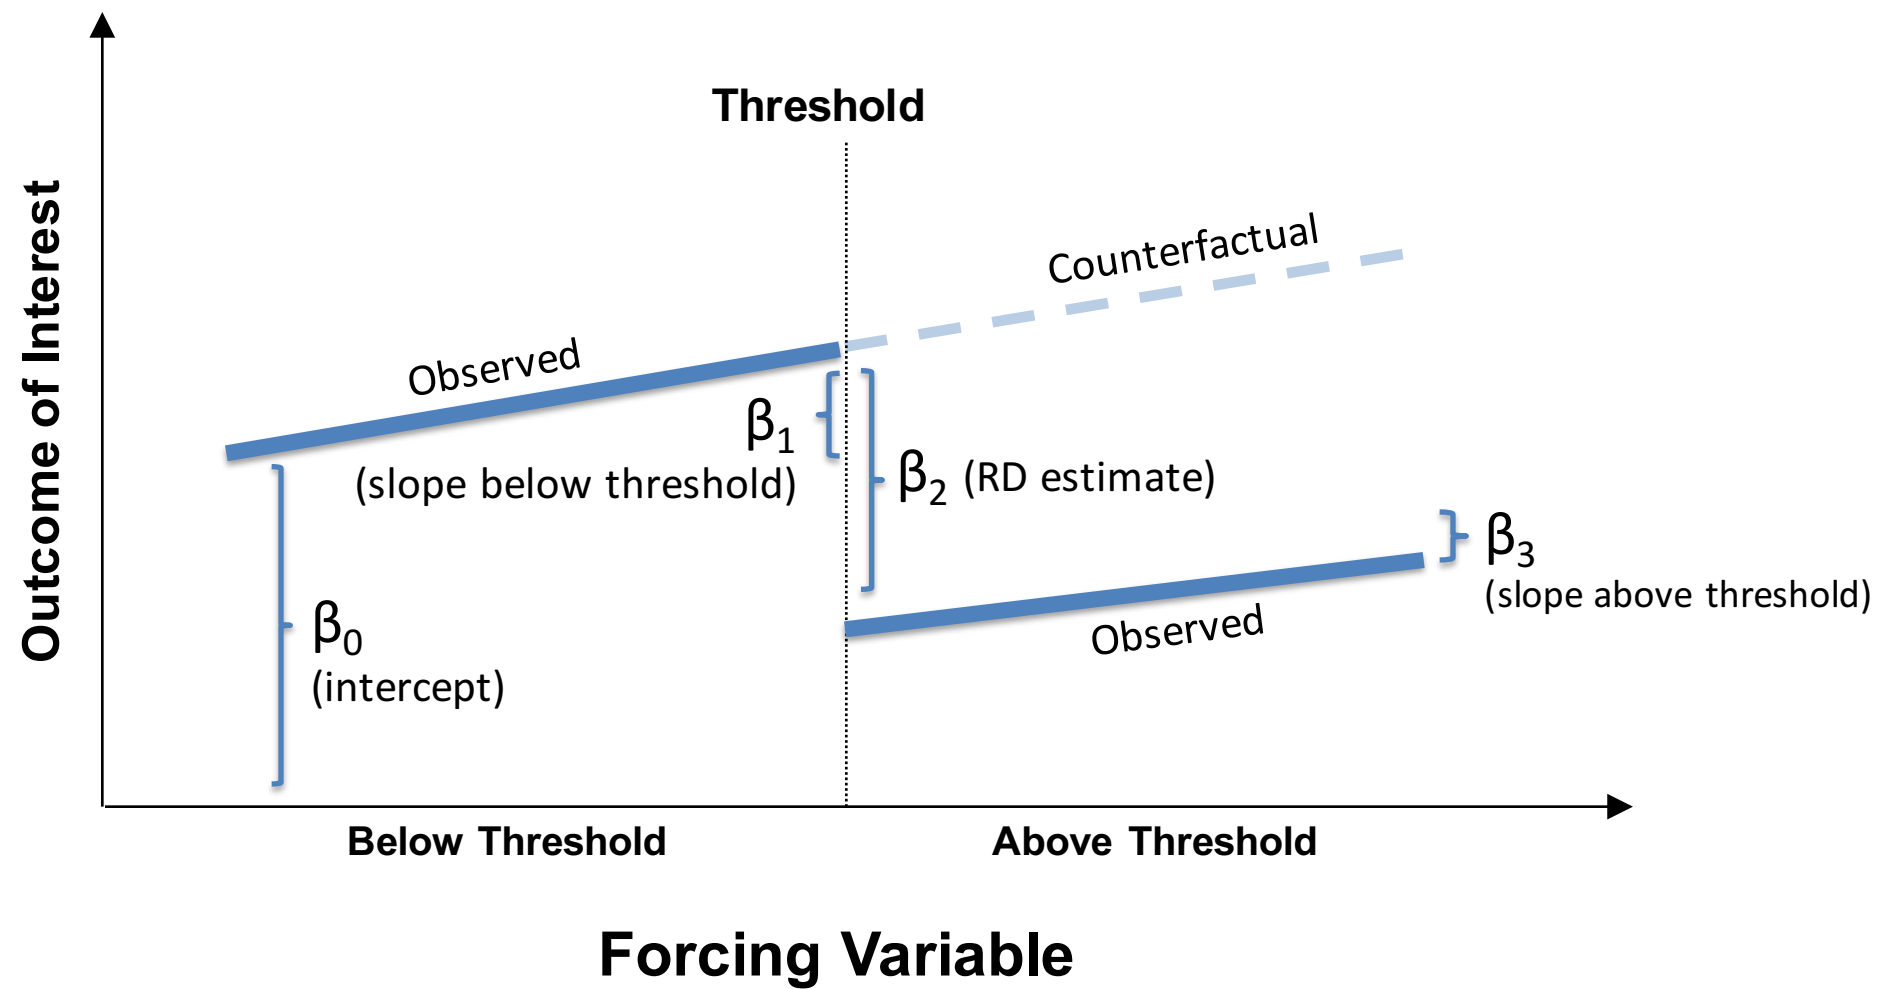 Threshold
Outcome of Interest
Counterfactual
Observed
β1
(slope below threshold)
β2 (RD estimate)
β3
(slope above threshold)
β0
(intercept)
Observed
Below Threshold
Above Threshold
Forcing Variable